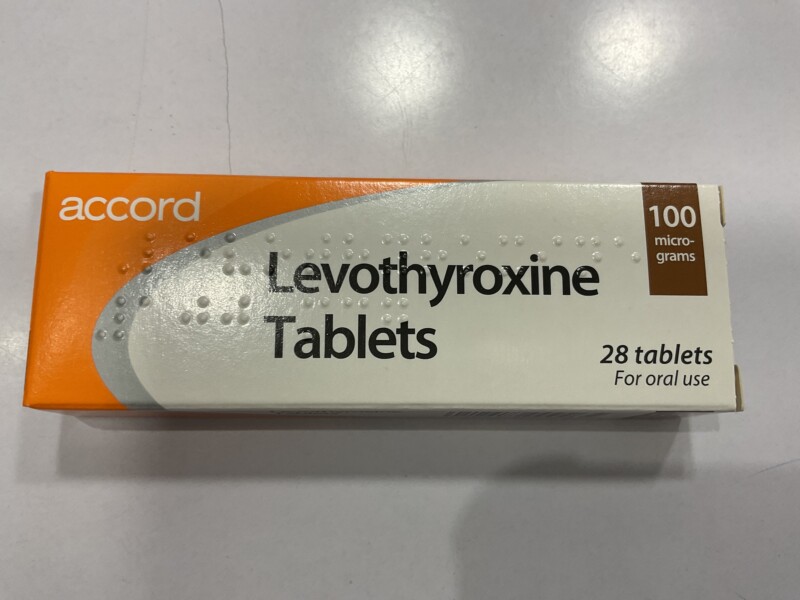 accord
Levothyroxine
Tablets
100
micro-
grams
28 tablets
For oral use